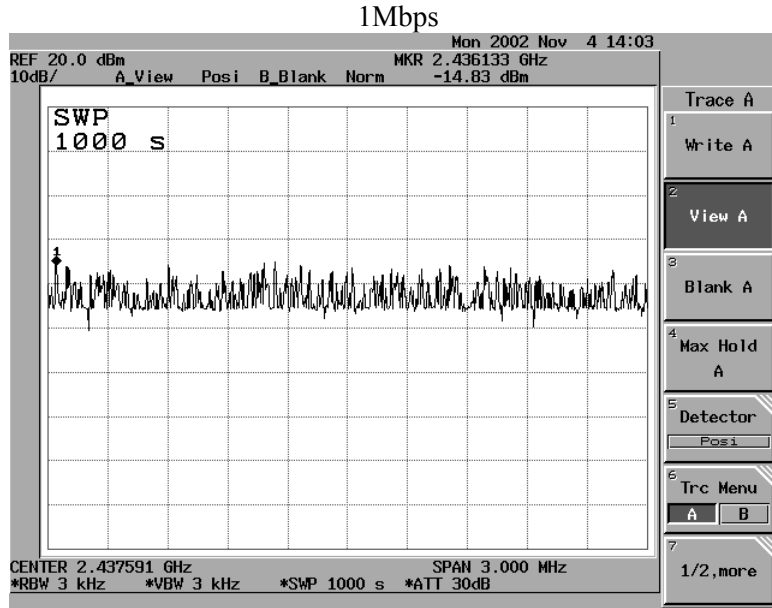 1Mbps
Mon 2002 Nov 4 14:03
REF 20.0 dBm MKR 2.436133 GHz
10dB/ A_View Posi B_Blank Norm -14.83 dBm
SWP
1000 s
1
Trace A
1
Write A
2
View A
3
Blank A
4
Max Hold
A
5
Detector
Posi
6
Trc Menu
A B
7
1/2,more
CENTER 2.437591 GHz SPAN 3.000 MHz
*RBW 3 kHz *VBW 3 kHz *SWP 1000 s *ATT 30dB